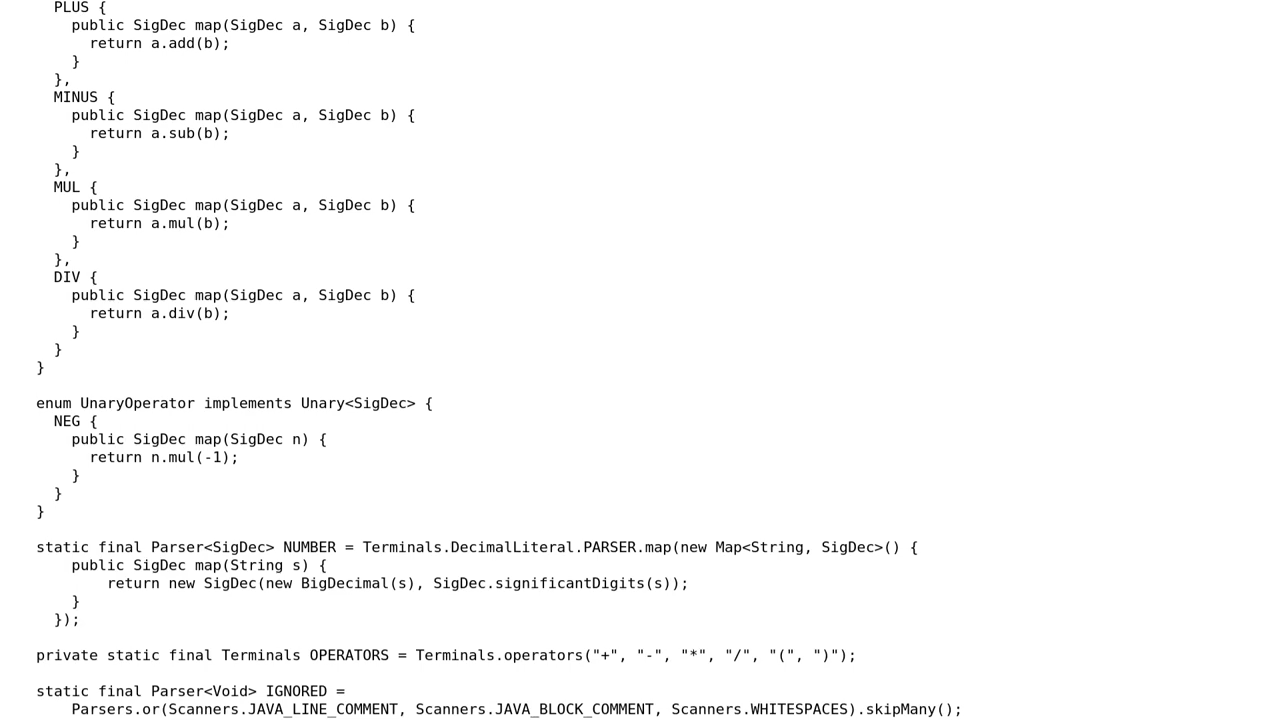 PLUS {
public SigDec map(SigDec a, SigDec b) {
return a.add(b);
}
},
MINUS {
public SigDec map(SigDec a, SigDec b) {
return a.sub(b);
}
},
MUL {
public SigDec map(SigDec a, SigDec b) {
return a.mul(b);
}
},
DIV {
public SigDec map(SigDec a, SigDec b) {
return a.div(b);
}
}
}
enum UnaryOperator implements Unary<SigDec> {
NEG {
public SigDec map(SigDec n) {
return n.mul(-1);
}
}
}
static final Parser<SigDec> NUMBER = Terminals.DecimalLiteral.PARSER.map(new Map<String, SigDec>() {
public SigDec map(String s) {
return new SigDec(new BigDecimal(s), SigDec.significantDigits(s));
}
});
private static final Terminals OPERATORS = Terminals.operators("+", "-", "*", "/", "(", ")");
static final Parser<Void> IGNORED =
Parsers.or(Scanners.JAVA_LINE_COMMENT, Scanners.JAVA_BLOCK_COMMENT, Scanners.WHITESPACES).skipMany();